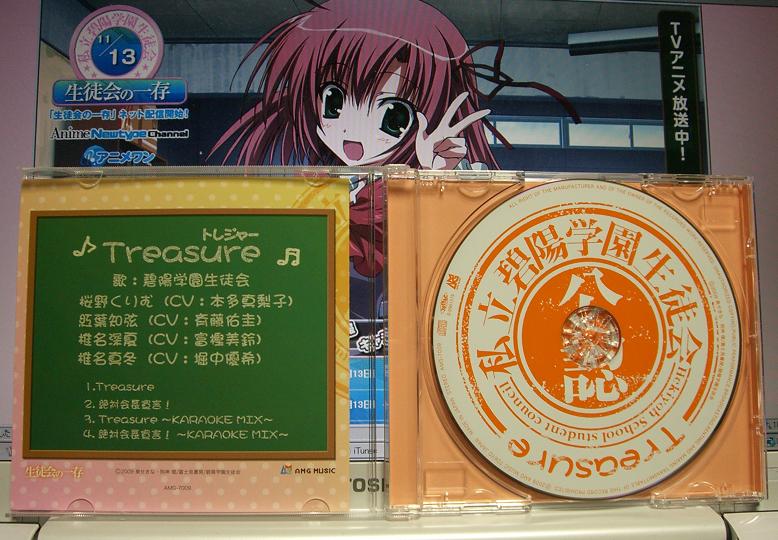 私立碧陽学園生徒会
11/13
生徒会の一存
「生徒会の一存」ネット配信開始!
Anime Newtype Channel
アニメワン
TVアニメ放送中!
トレジャー
♪Treasure♬
歌:碧陽学園生徒会
桜野くりむ(CV:本多真梨子)
紅葉知弦(CV:斎藤佑圭)
椎名深夏(CV:富樫美鈴)
椎名真冬(CV:堀中優希)
1.Treasure
2.絶対会長宣言!
3.Treasure ~KARAOKE MIX~
4.絶対会長宣言! ~KARAOKE MIX~
生徒会の一存
AMG MUSIC
AMG-7009
私立碧陽学園生徒会
Hekiyoh School student council
公認
Treasure
iTunes
TOSH